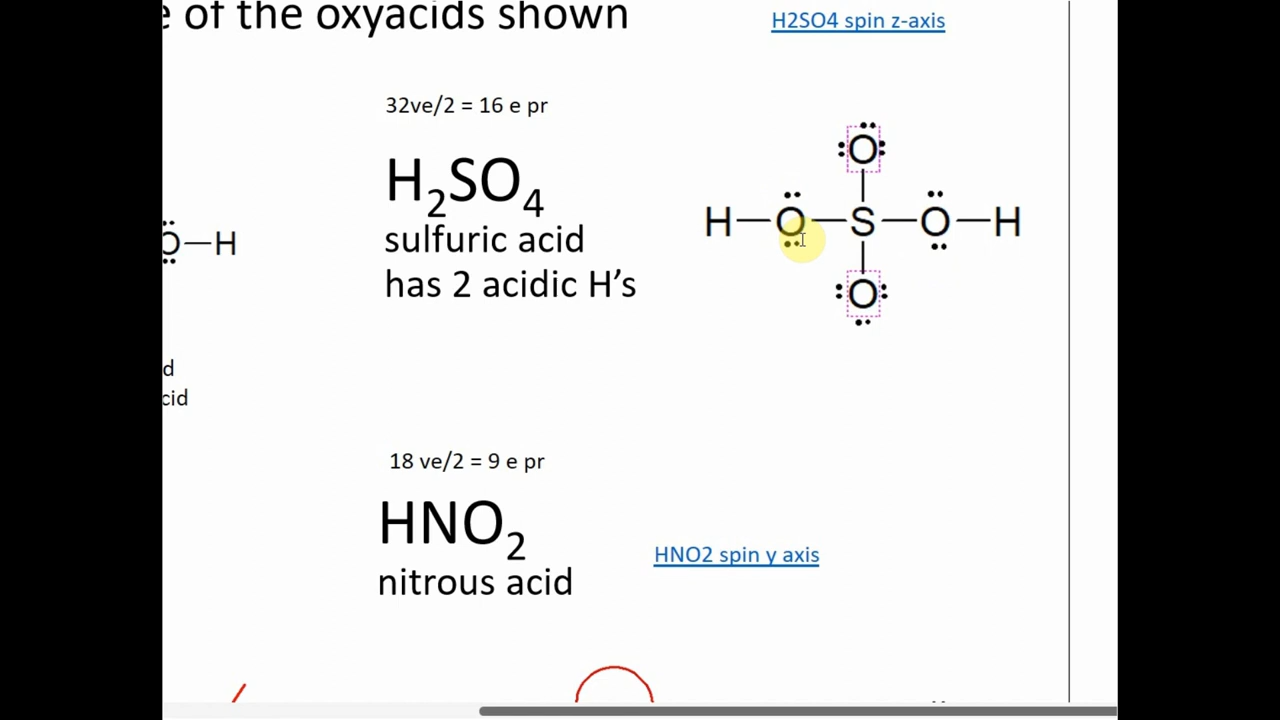 e of the oxyacids shown
H2SO4 spin z-axis
32ve/2 = 16 e pr
H₂SO₄
sulfuric acid
has 2 acidic H’s
O
H—O—S—O—H
O
O—H
d
cid
18 ve/2 = 9 e pr
HNO₂
nitrous acid
HNO2 spin y axis